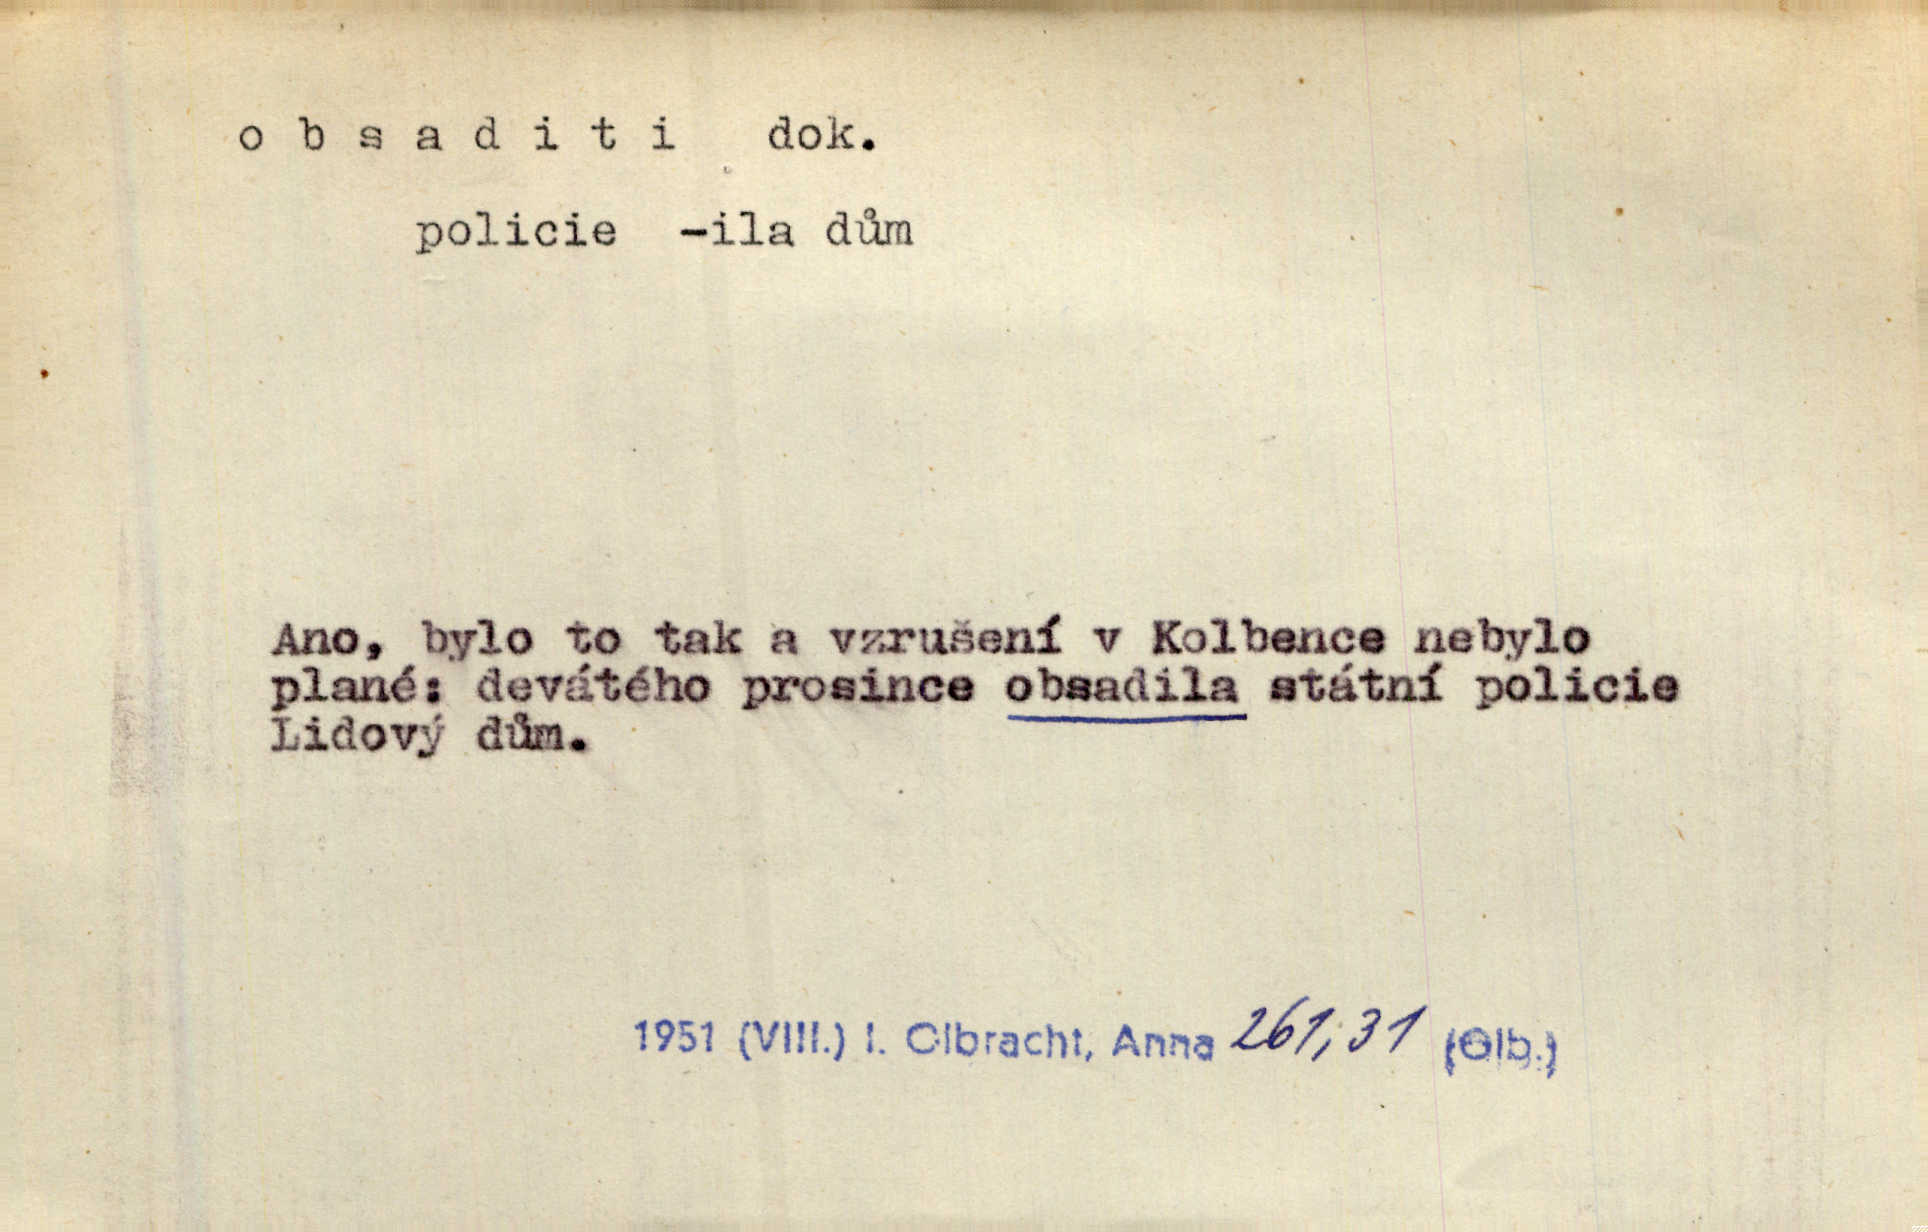 o b s a d i t i dok.
policie -ila dům
Ano, bylo to tak a vzrušení v Kolbence nebylo
plané: devátého prosince obsadila státní policie
Lidový dům.
1951 (VIII.) I. Olbracht, Anna 261,31 (Olb.)